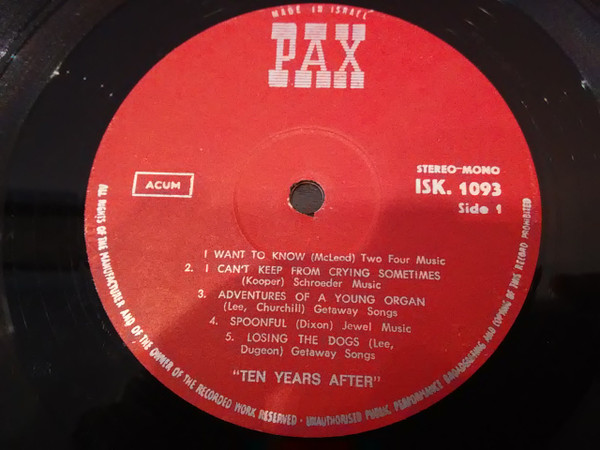 MADE IN ISRAEL
PAX
ACUM
STEREO-MONO
ISK. 1093
Side 1
I WANT TO KNOW (McLeod) Two Four Music
2. I CAN'T KEEP FROM CRYING SOMETIMES
(Kooper) Schroeder Music
3. ADVENTURES OF A YOUNG ORGAN
(Lee, Churchill) Getaway Songs
4. SPOONFUL (Dixon) Jewel Music
5. LOSING THE DOGS (Lee,
Dugeon) Getaway Songs
"TEN YEARS AFTER"
ALL RIGHTS OF THE MANUFACTURER AND OF THE OWNER OF THE RECORDED WORK RESERVED · UNAUTHORISED PUBLIC PERFORMANCE BROADCASTING AND COPYING OF THIS RECORD PROHIBITED